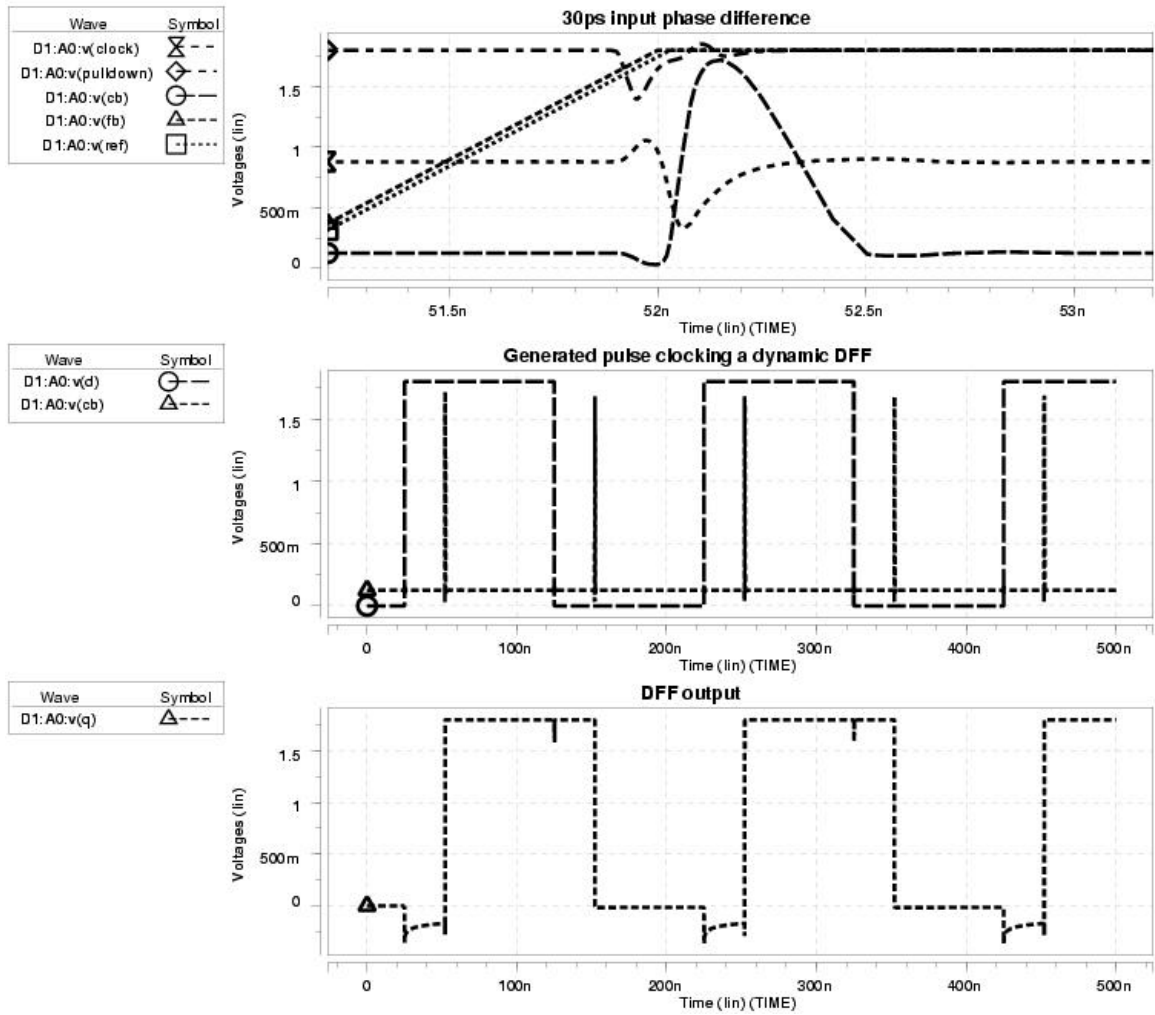 30ps input phase difference
Wave Symbol
D1:A0:v(clock)
D1:A0:v(pulldown)
D1:A0:v(cb)
D1:A0:v(fb)
D1:A0:v(ref)
Voltages (lin)
1.5
1
500m
0
51.5n 52n 52.5n 53n
Time (lin) (TIME)
Generated pulse clocking a dynamic DFF
Wave Symbol
D1:A0:v(d)
D1:A0:v(cb)
Voltages (lin)
1.5
1
500m
0
0 100n 200n 300n 400n 500n
Time (lin) (TIME)
DFF output
Wave Symbol
D1:A0:v(q)
Voltages (lin)
1.5
1
500m
0
0 100n 200n 300n 400n 500n
Time (lin) (TIME)